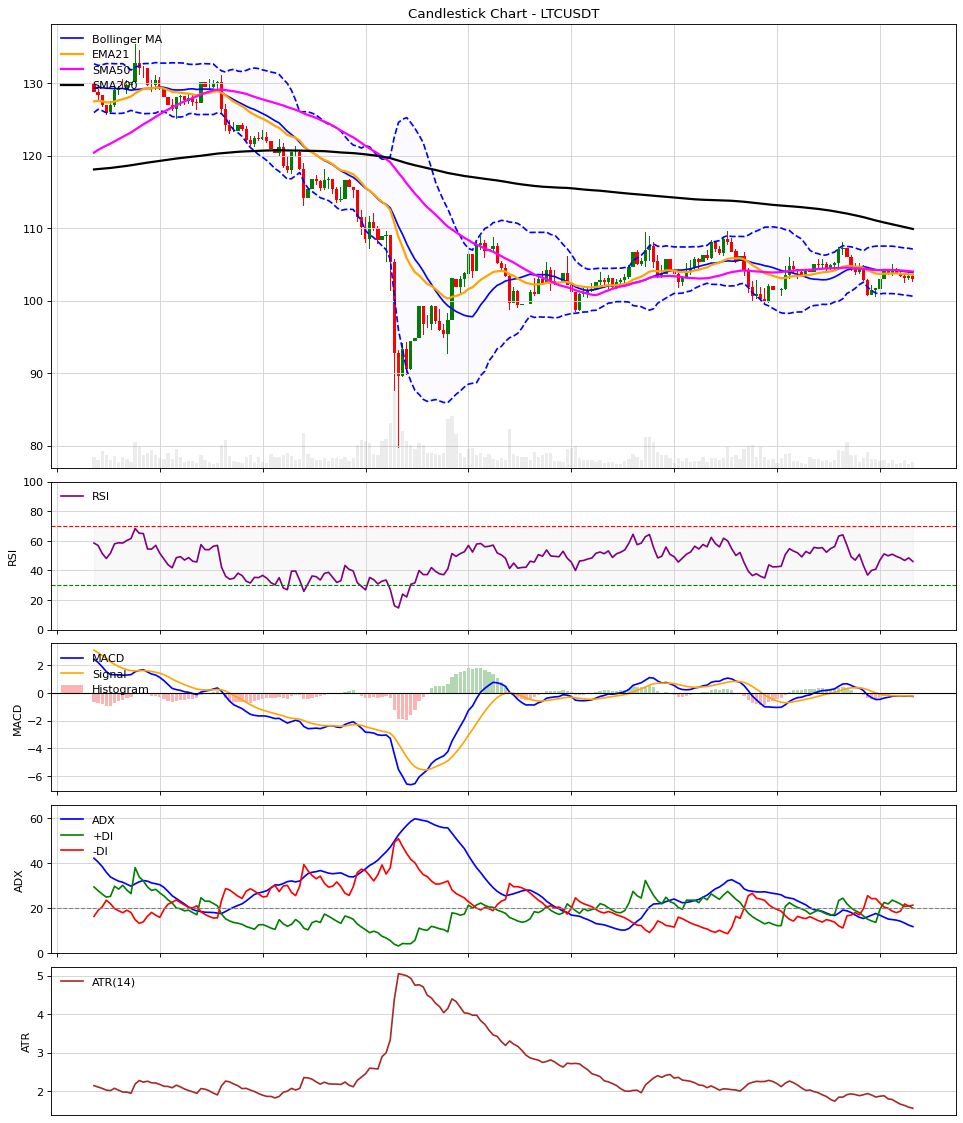 Candlestick Chart - LTCUSDT
Bollinger MA
EMA21
SMA50
SMA200
130
120
110
100
90
80
RSI
100
80
60
40
20
0
RSI
MACD
Signal
Histogram
2
0
−2
−4
−6
MACD
ADX
+DI
-DI
60
40
20
0
ADX
ATR(14)
5
4
3
2
ATR